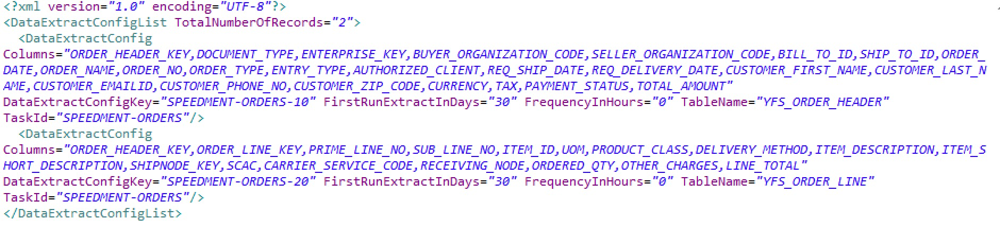 <?xml version="1.0" encoding="UTF-8"?>
<DataExtractConfigList TotalNumberOfRecords="2">
  <DataExtractConfig
Columns="ORDER_HEADER_KEY,DOCUMENT_TYPE,ENTERPRISE_KEY,BUYER_ORGANIZATION_CODE,SELLER_ORGANIZATION_CODE,BILL_TO_ID,SHIP_TO_ID,ORDER_
DATE,ORDER_NAME,ORDER_NO,ORDER_TYPE,ENTRY_TYPE,AUTHORIZED_CLIENT,REQ_SHIP_DATE,REQ_DELIVERY_DATE,CUSTOMER_FIRST_NAME,CUSTOMER_LAST_N
AME,CUSTOMER_EMAILID,CUSTOMER_PHONE_NO,CUSTOMER_ZIP_CODE,CURRENCY,TAX,PAYMENT_STATUS,TOTAL_AMOUNT"
DataExtractConfigKey="SPEEDMENT-ORDERS-10" FirstRunExtractInDays="30" FrequencyInHours="0" TableName="YFS_ORDER_HEADER"
TaskId="SPEEDMENT-ORDERS"/>
  <DataExtractConfig
Columns="ORDER_HEADER_KEY,ORDER_LINE_KEY,PRIME_LINE_NO,SUB_LINE_NO,ITEM_ID,UOM,PRODUCT_CLASS,DELIVERY_METHOD,ITEM_DESCRIPTION,ITEM_S
HORT_DESCRIPTION,SHIPNODE_KEY,SCAC,CARRIER_SERVICE_CODE,RECEIVING_NODE,ORDERED_QTY,OTHER_CHARGES,LINE_TOTAL"
DataExtractConfigKey="SPEEDMENT-ORDERS-20" FirstRunExtractInDays="30" FrequencyInHours="0" TableName="YFS_ORDER_LINE"
TaskId="SPEEDMENT-ORDERS"/>
</DataExtractConfigList>